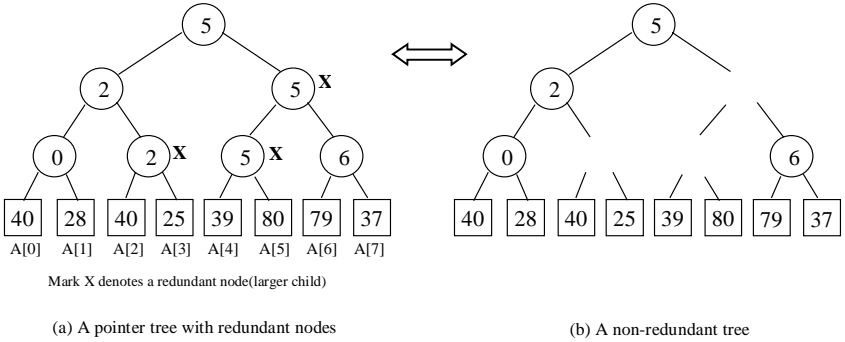 5 5
2 5 X 2
0 2 X 5 X 6 0 6
40 28 40 25 39 80 79 37 40 28 40 25 39 80 79 37
A[0] A[1] A[2] A[3] A[4] A[5] A[6] A[7]
Mark X denotes a redundant node(larger child)
(a) A pointer tree with redundant nodes (b) A non-redundant tree